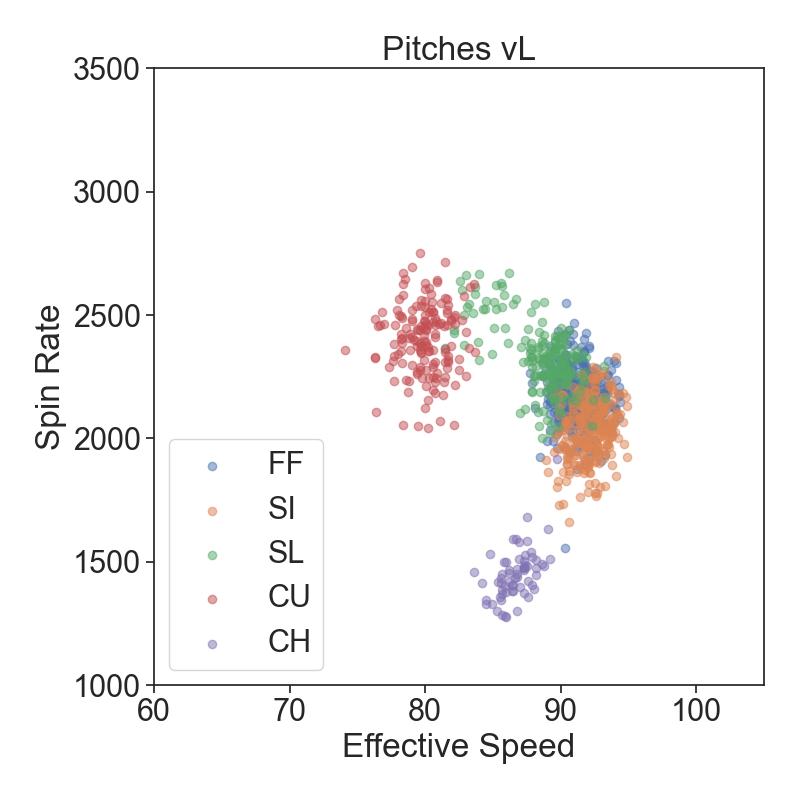 Pitches vL
3500
3000
2500
2000
1500
1000
Spin Rate
FF
SI
SL
CU
CH
60 70 80 90 100
Effective Speed